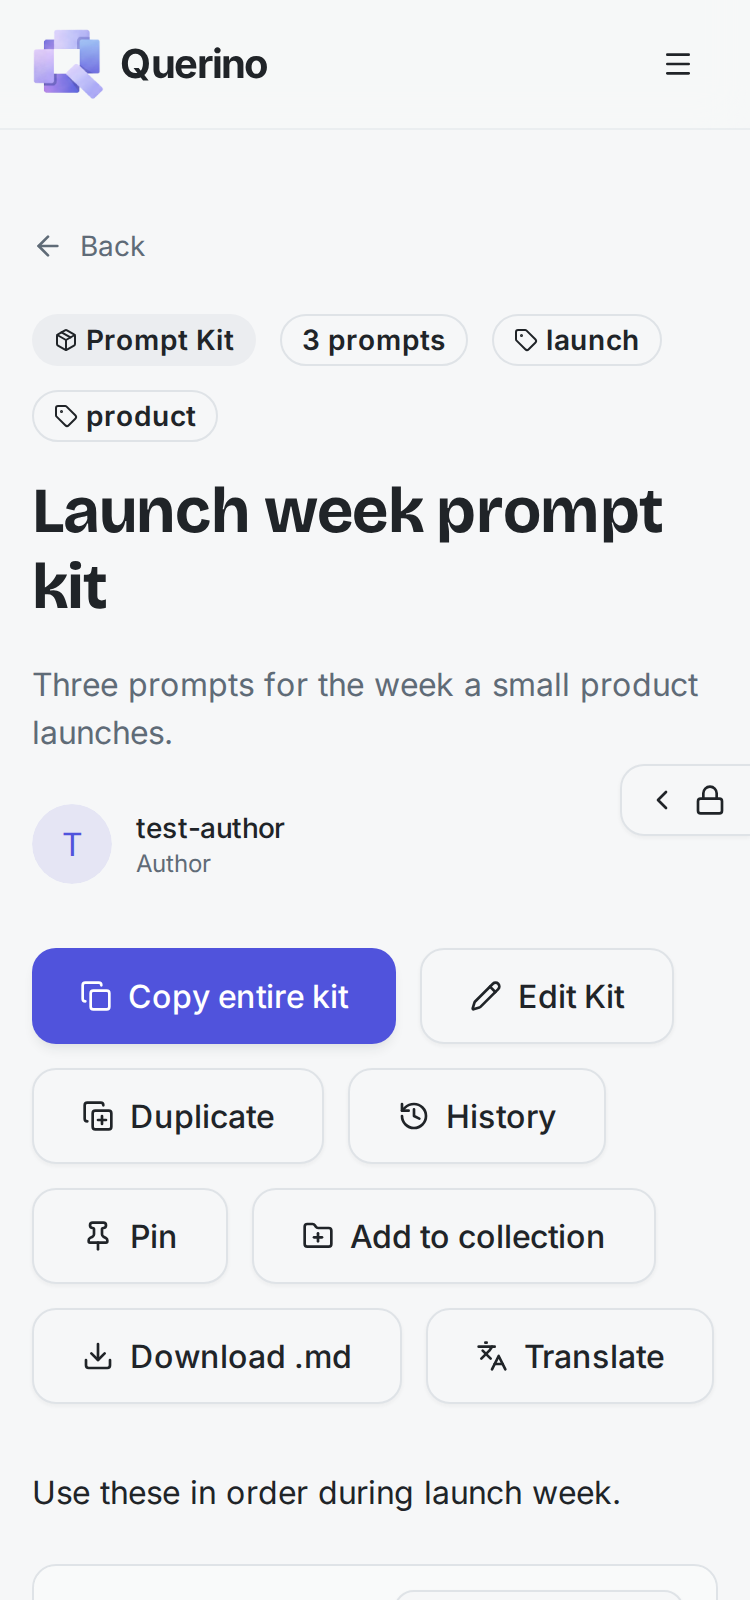 Querino
Back
Prompt Kit
3 prompts
launch
product
Launch week prompt
kit
Three prompts for the week a small product
launches.
T
test-author
Author
Copy entire kit
Edit Kit
Duplicate
History
Pin
Add to collection
Download .md
Translate
Use these in order during launch week.